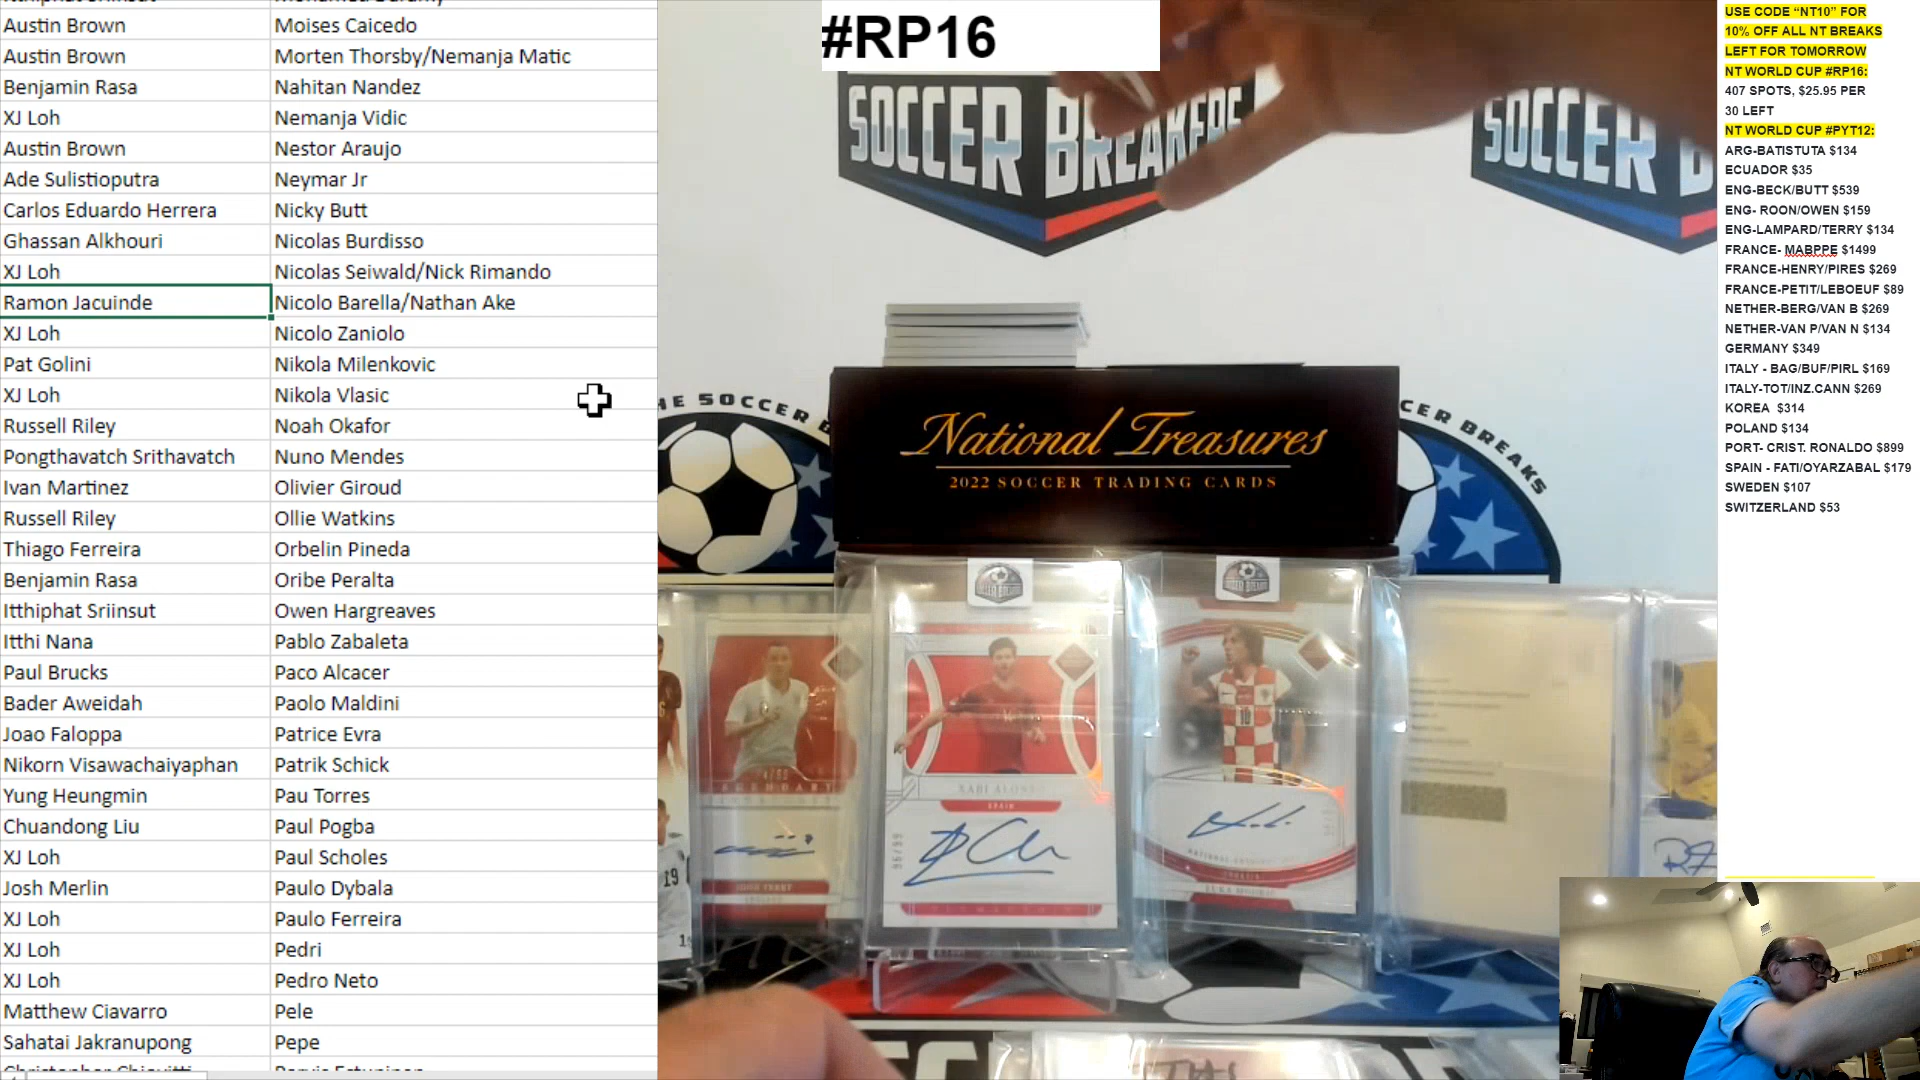 #RP16
Austin Brown Moises Caicedo
Austin Brown Morten Thorsby/Nemanja Matic
Benjamin Rasa Nahitan Nandez
XJ Loh Nemanja Vidic
Austin Brown Nestor Araujo
Ade Sulistioputra Neymar Jr
Carlos Eduardo Herrera Nicky Butt
Ghassan Alkhouri Nicolas Burdisso
XJ Loh Nicolas Seiwald/Nick Rimando
Ramon Jacuinde Nicolo Barella/Nathan Ake
XJ Loh Nicolo Zaniolo
Pat Golini Nikola Milenkovic
XJ Loh Nikola Vlasic
Russell Riley Noah Okafor
Pongthavatch Srithavatch Nuno Mendes
Ivan Martinez Olivier Giroud
Russell Riley Ollie Watkins
Thiago Ferreira Orbelin Pineda
Benjamin Rasa Oribe Peralta
Itthiphat Sriinsut Owen Hargreaves
Itthi Nana Pablo Zabaleta
Paul Brucks Paco Alcacer
Bader Aweidah Paolo Maldini
Joao Faloppa Patrice Evra
Nikorn Visawachaiyaphan Patrik Schick
Yung Heungmin Pau Torres
Chuandong Liu Paul Pogba
XJ Loh Paul Scholes
Josh Merlin Paulo Dybala
XJ Loh Paulo Ferreira
XJ Loh Pedri
XJ Loh Pedro Neto
Matthew Ciavarro Pele
Sahatai Jakranupong Pepe
SOCCER BREAKERS
SOCCER
National Treasures
2022 SOCCER TRADING CARDS
SOCCER
BREAKS
XABI ALONSO
SPAIN
96/99
19
10
USE CODE “NT10” FOR
10% OFF ALL NT BREAKS
LEFT FOR TOMORROW
NT WORLD CUP #RP16:
407 SPOTS, $25.95 PER
30 LEFT
NT WORLD CUP #PYT12:
ARG-BATISTUTA $134
ECUADOR $35
ENG-BECK/BUTT $539
ENG- ROON/OWEN $159
ENG-LAMPARD/TERRY $134
FRANCE- MABPPE $1499
FRANCE-HENRY/PIRES $269
FRANCE-PETIT/LEBOEUF $89
NETHER-BERG/VAN B $269
NETHER-VAN P/VAN N $134
GERMANY $349
ITALY - BAG/BUF/PIRL $169
ITALY-TOT/INZ.CANN $269
KOREA $314
POLAND $134
PORT- CRIST. RONALDO $899
SPAIN - FATI/OYARZABAL $179
SWEDEN $107
SWITZERLAND $53